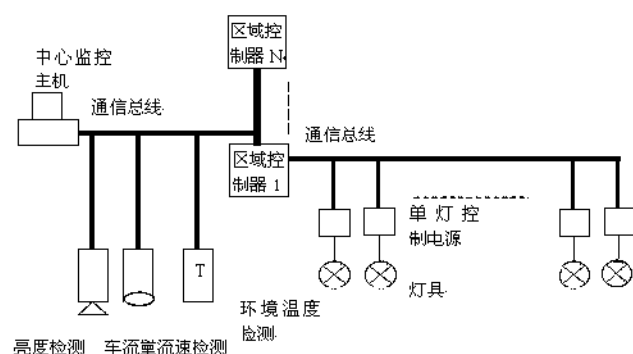 区域控
制器 N
中心监控
主机
通信总线
通信总线
区域控
制器 1
单灯控
制电源
T
灯具
环境温度
检测
亮度检测
车流量流速检测